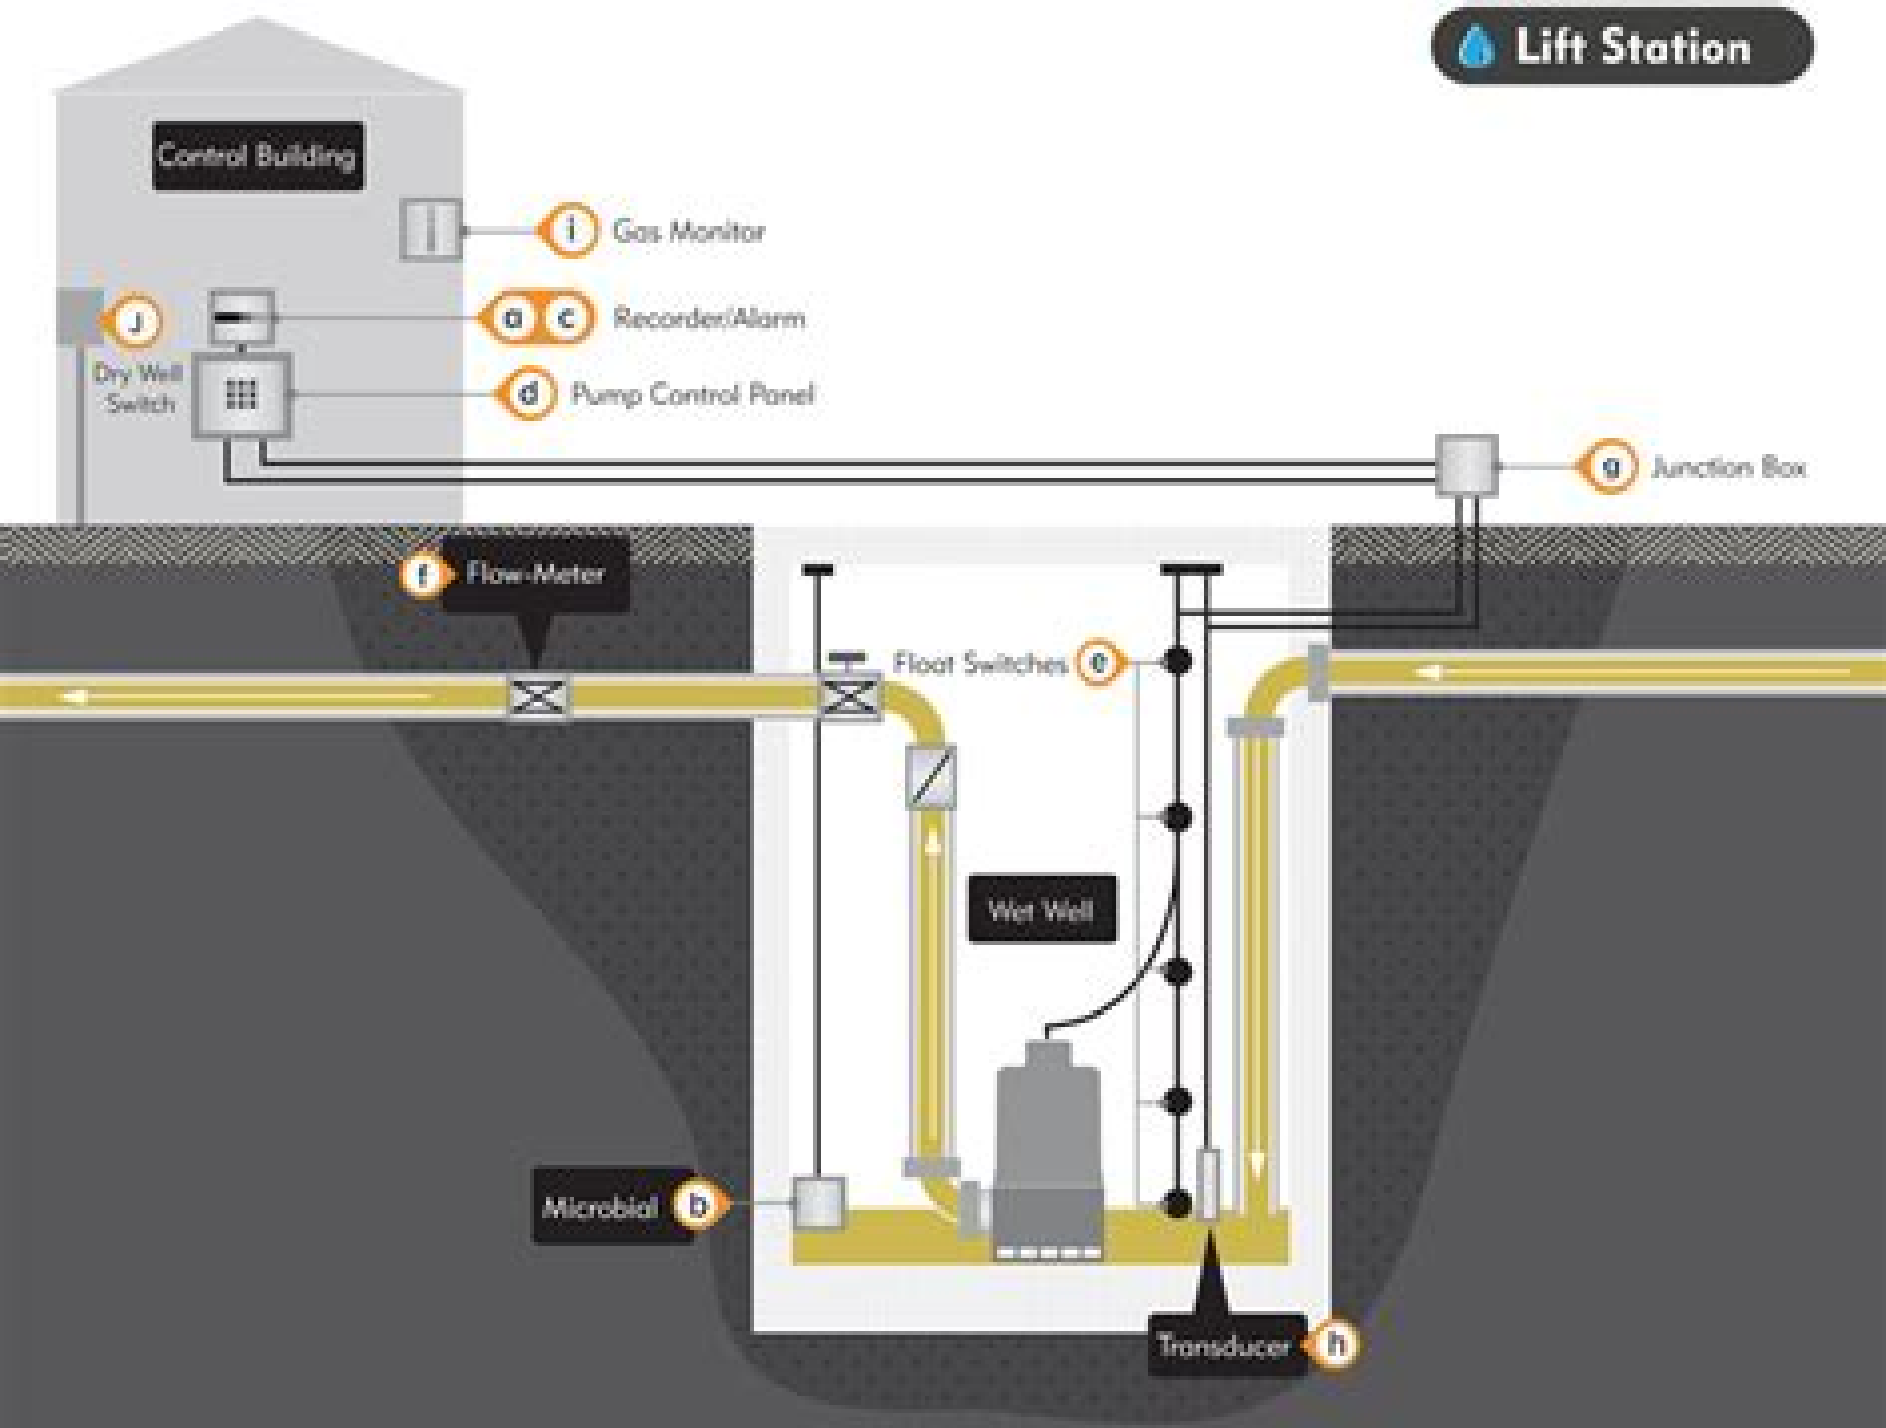 Lift Station
Control Building
i Gas Monitor
a c Recorder/Alarm
J
Dry Well
Switch
d Pump Control Panel
g Junction Box
f Flow-Meter
Float Switches e
Wet Well
Microbial b
Transducer h